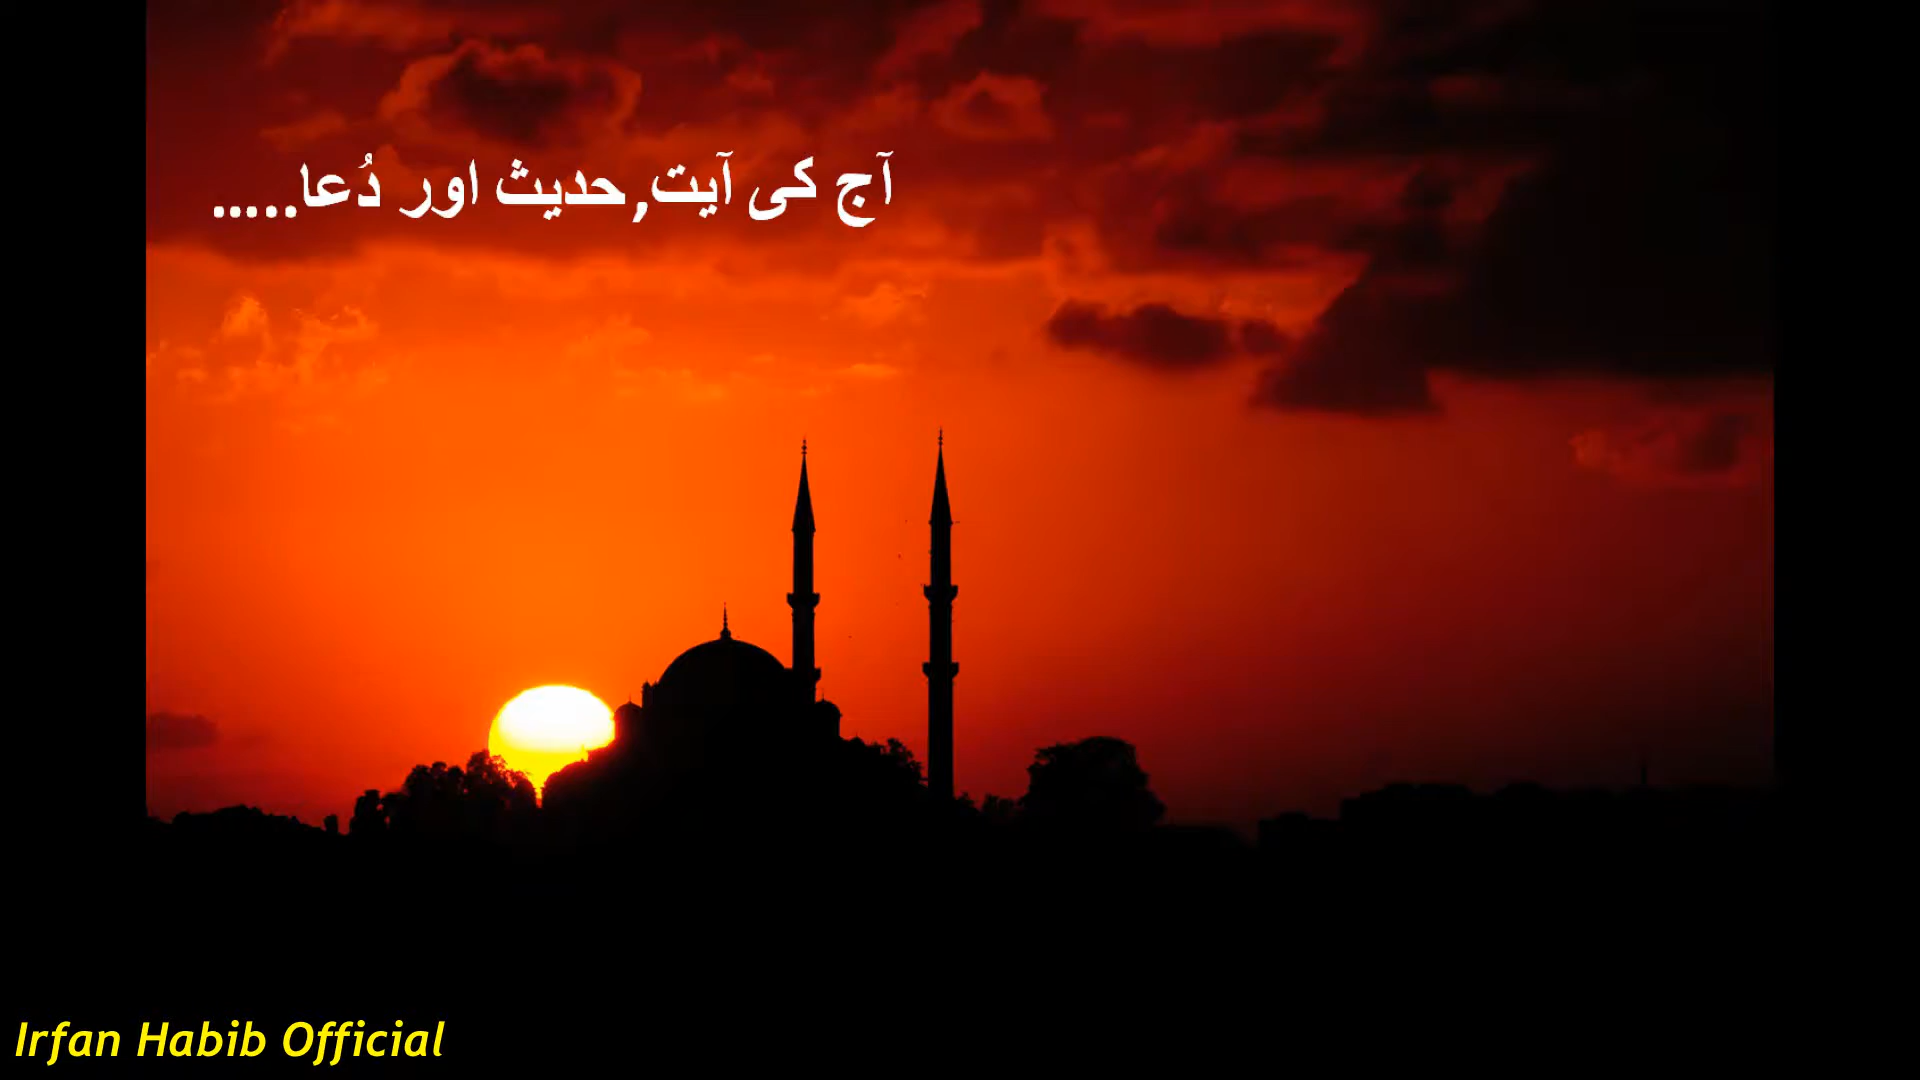 آج کی آیت,حدیث اور دُعا.....
Irfan Habib Official